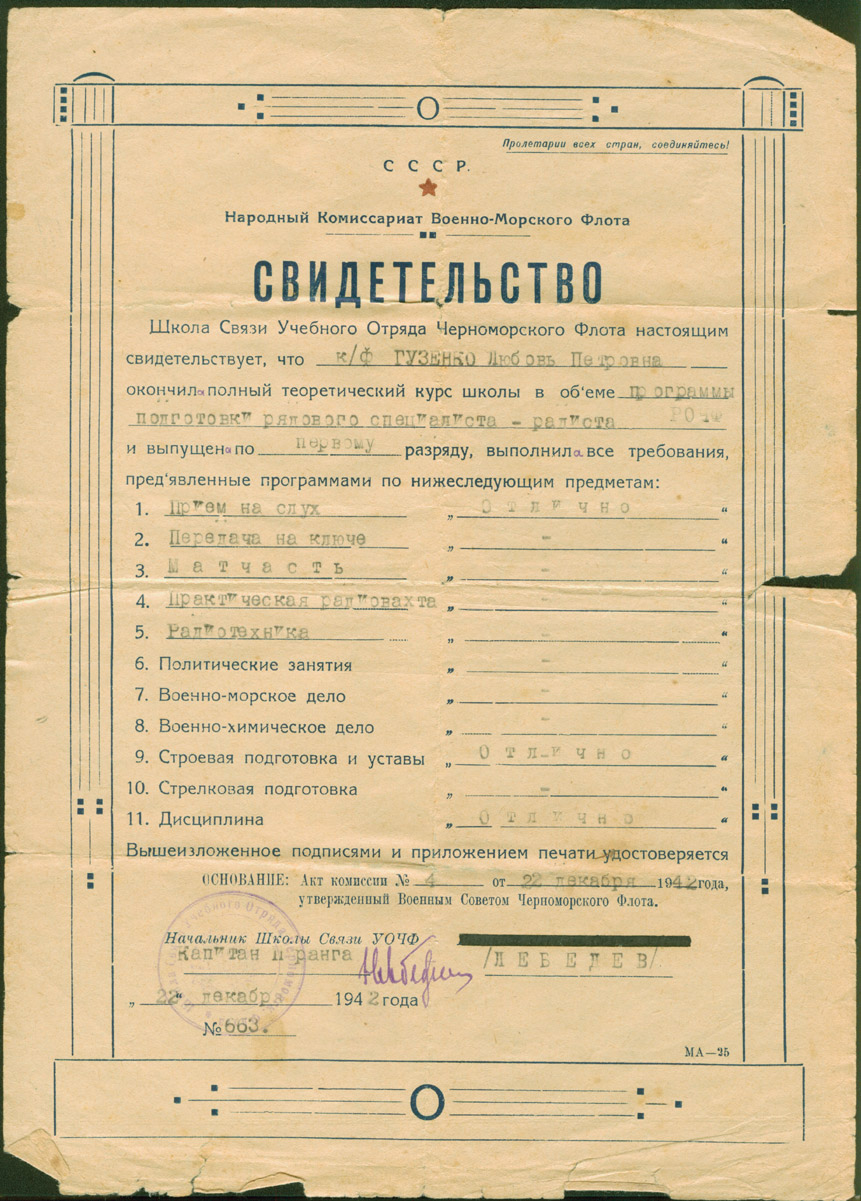 Пролетарии всех стран, соединяйтесь!
С С С Р.
Народный Комиссариат Военно-Морского Флота
СВИДЕТЕЛЬСТВО
Школа Связи Учебного Отряда Черноморского Флота настоящим
свидетельствует, что к/ф ГУЗЕНКО Любовь Петровна
окончила полный теоретический курс школы в об‘еме программы
подготовки рядового специалиста - радиста РОЧФ
и выпущена по первому разряду, выполнила все требования,
пред‘явленные программами по нижеследующим предметам:
1. Прием на слух „ Отлично “
2. Передача на ключе „ - “
3. Матчасть „ - “
4. Практическая радиовахта „ - “
5. Радиотехника „ - “
6. Политические занятия „ - “
7. Военно-морское дело „ - “
8. Военно-химическое дело „ - “
9. Строевая подготовка и уставы „ Отлично “
10. Стрелковая подготовка „ - “
11. Дисциплина „ Отлично “
Вышеизложенное подписями и приложением печати удостоверяется
ОСНОВАНИЕ: Акт комиссии № 4 от 22 декабря 1942 года,
утвержденный Военным Советом Черноморского Флота.
Начальник Школы Связи УОЧФ
Капитан П ранга /ЛЕБЕДЕВ/
„ 22 “ декабр 1942 года
№ 663.
МА—25